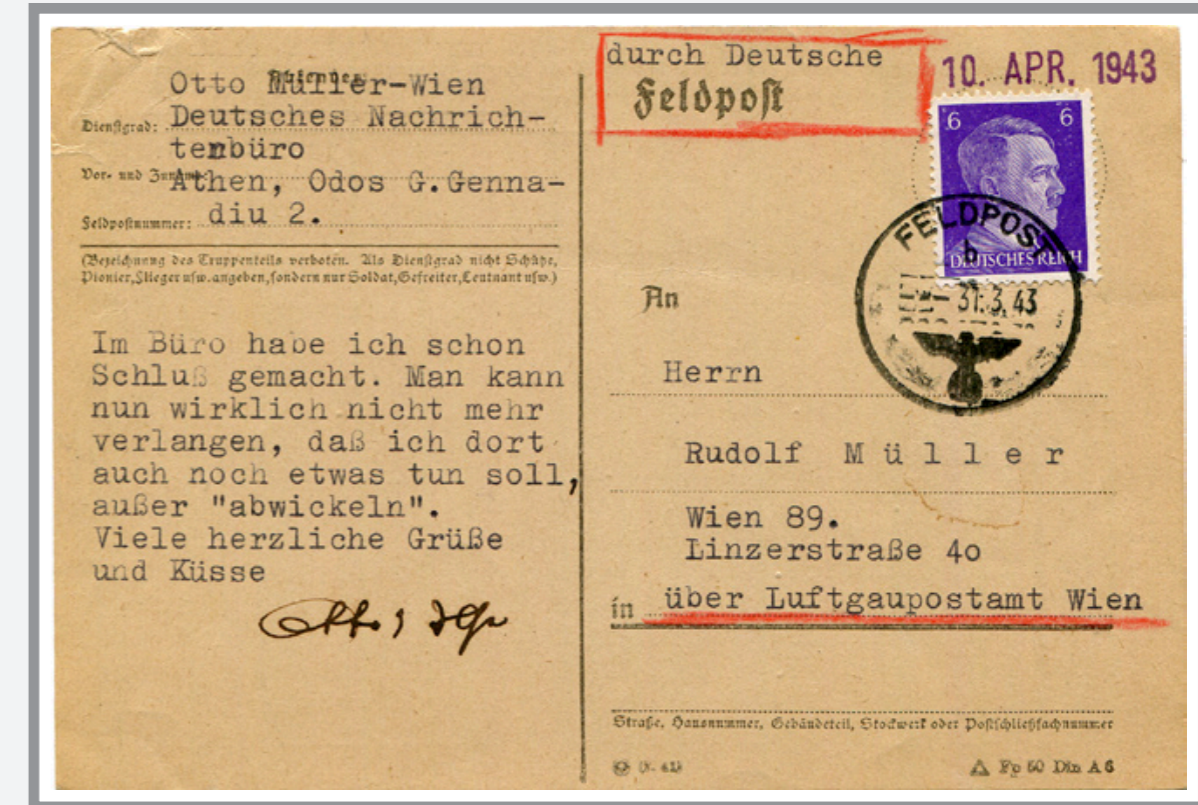 Otto Müller-Wien
Dienstgrad: Deutsches Nachrich-
tenbüro
Vor- und Zuname: Athen, Odos G.Genna-
Feldpostnummer: diu 2.
(Bezeichnung des Truppenteils verboten. Als Dienstgrad nicht Schütze,
Pionier, Flieger usw. angeben, sondern nur Soldat, Gefreiter, Leutnant usw.)
Im Büro habe ich schon
Schluß gemacht. Man kann
nun wirklich nicht mehr
verlangen, daß ich dort
auch noch etwas tun soll,
außer "abwickeln".
Viele herzliche Grüße
und Küsse
durch Deutsche
Feldpost
10. APR. 1943
6 6
DEUTSCHES REICH
FELDPOST
b
31.3.43
An
Herrn
Rudolf Müller
Wien 89.
Linzerstraße 4o
in über Luftgaupostamt Wien
Straße, Hausnummer, Gebäudeteil, Stockwerk oder Postschließfachnummer
Fp 50 Din A 6